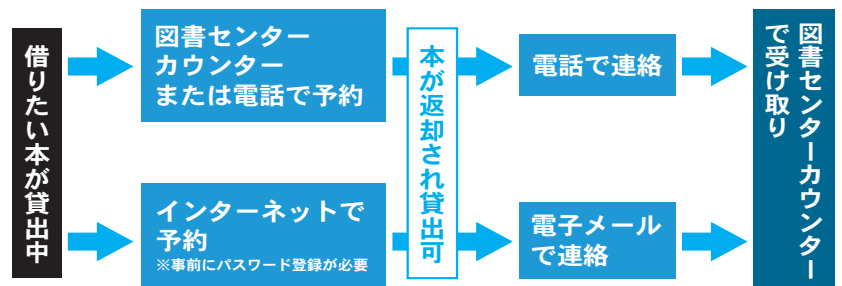 借りたい本が貸出中
図書センター
カウンター
または電話で予約
インターネットで
予約
※事前にパスワード登録が必要
本が返却され貸出可
電話で連絡
電子メール
で連絡
図書センターカウンター
で受け取り